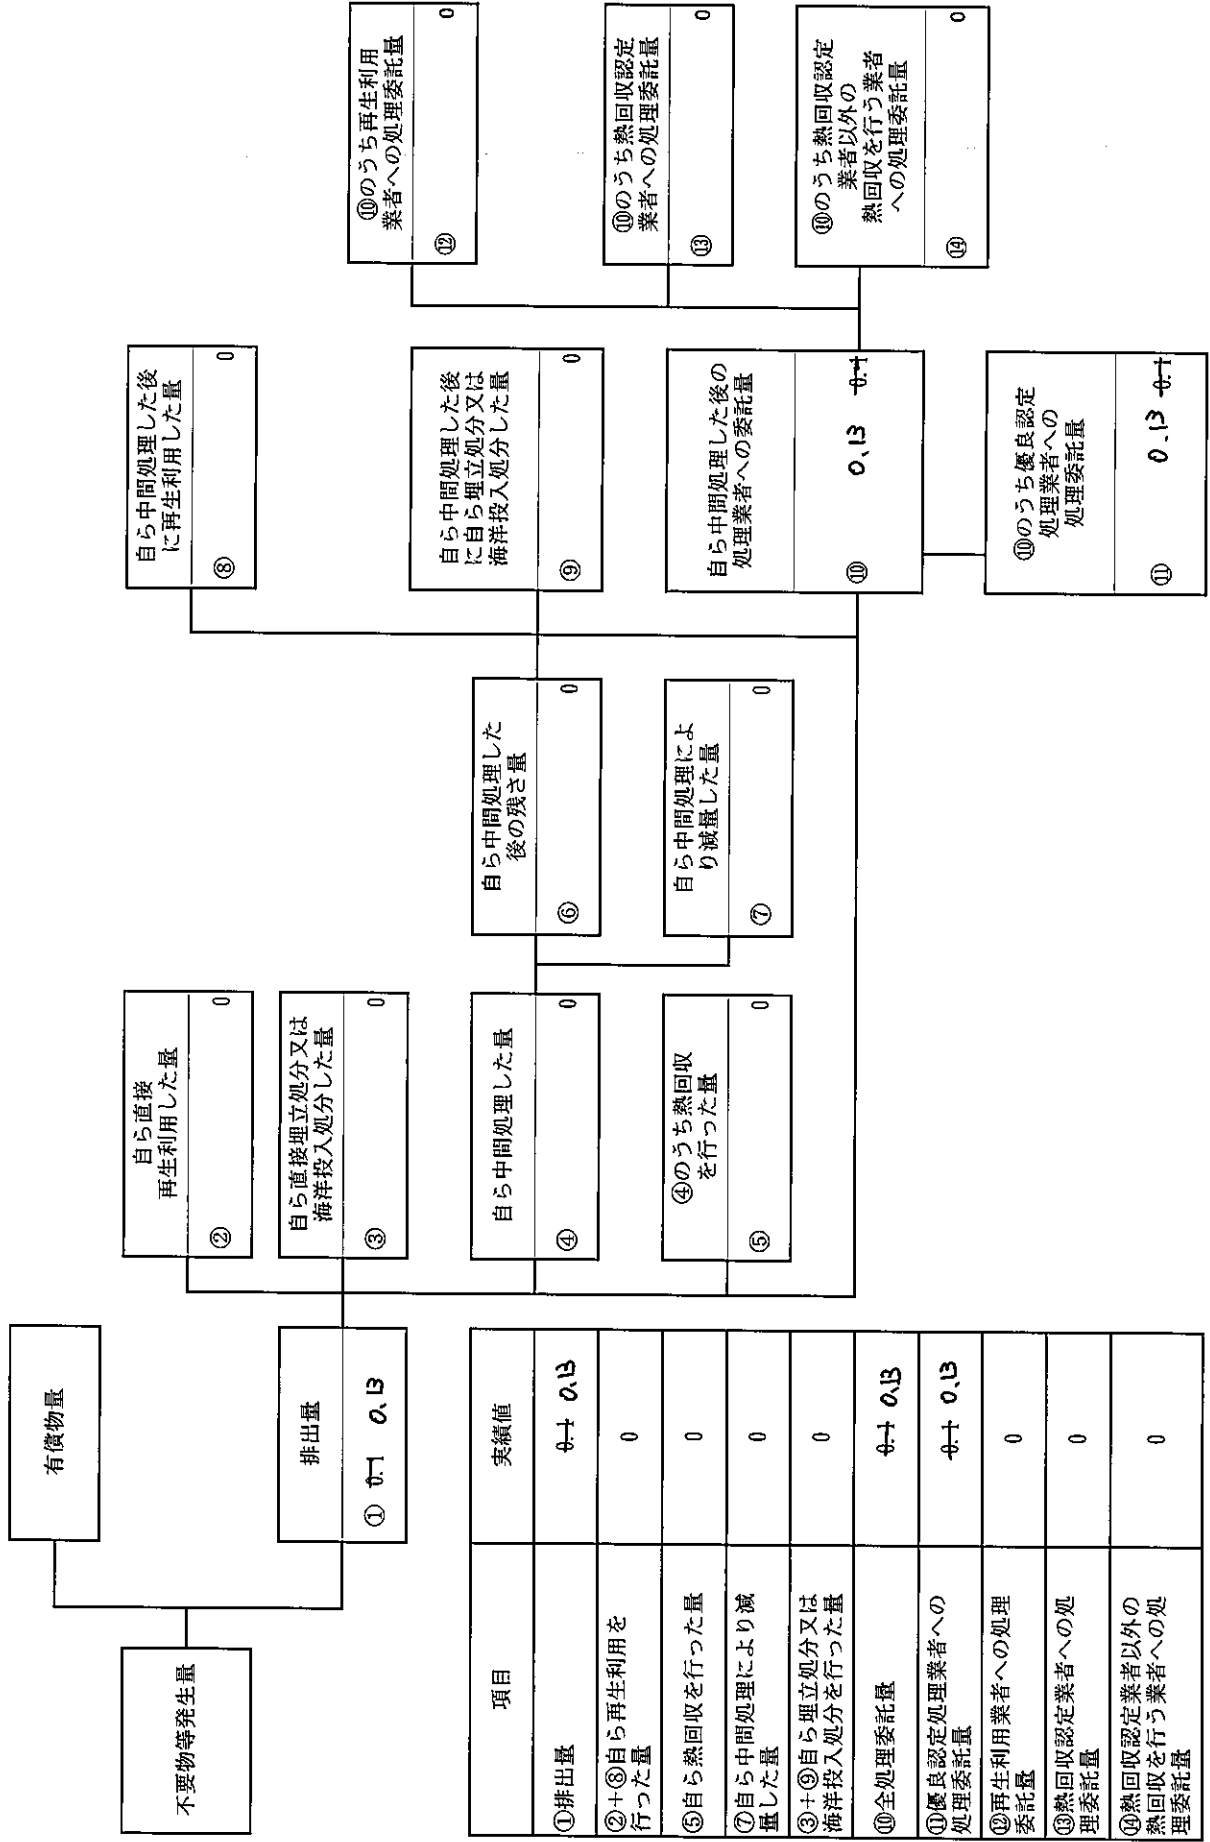 不要物等発生量
有償物量
排出量
① 0.1 0.13
自ら直接
再生利用した量
② 0
自ら直接埋立処分又は
海洋投入処分した量
③ 0
自ら中間処理した量
④ 0
④のうち熱回収
を行った量
⑤ 0
自ら中間処理した
後の残さ量
⑥ 0
自ら中間処理によ
り減量した量
⑦ 0
自ら中間処理した後
に再生利用した量
⑧ 0
自ら中間処理した後
に自ら埋立処分又は
海洋投入処分した量
⑨ 0
自ら中間処理した後の
処理業者への委託量
⑩ 0.13 0.1
⑩のうち優良認定
処理業者への
処理委託量
⑪ 0.13 0.1
⑩のうち再生利用
業者への処理委託量
⑫ 0
⑩のうち熱回収認定
業者への処理委託量
⑬ 0
⑩のうち熱回収認定
業者以外の
熱回収を行う業者
への処理委託量
⑭ 0
項目 実績値
①排出量 0.1 0.13
②+⑧自ら再生利用を
行った量 0
⑤自ら熱回収を行った量 0
⑦自ら中間処理により減
量した量 0
③+⑨自ら埋立処分又は
海洋投入処分を行った量 0
⑩全処理委託量 0.1 0.13
⑪優良認定処理業者への
処理委託量 0.1 0.13
⑫再生利用業者への処理
委託量 0
⑬熱回収認定業者への処
理委託量 0
⑭熱回収認定業者以外の
熱回収を行う業者への処
理委託量 0